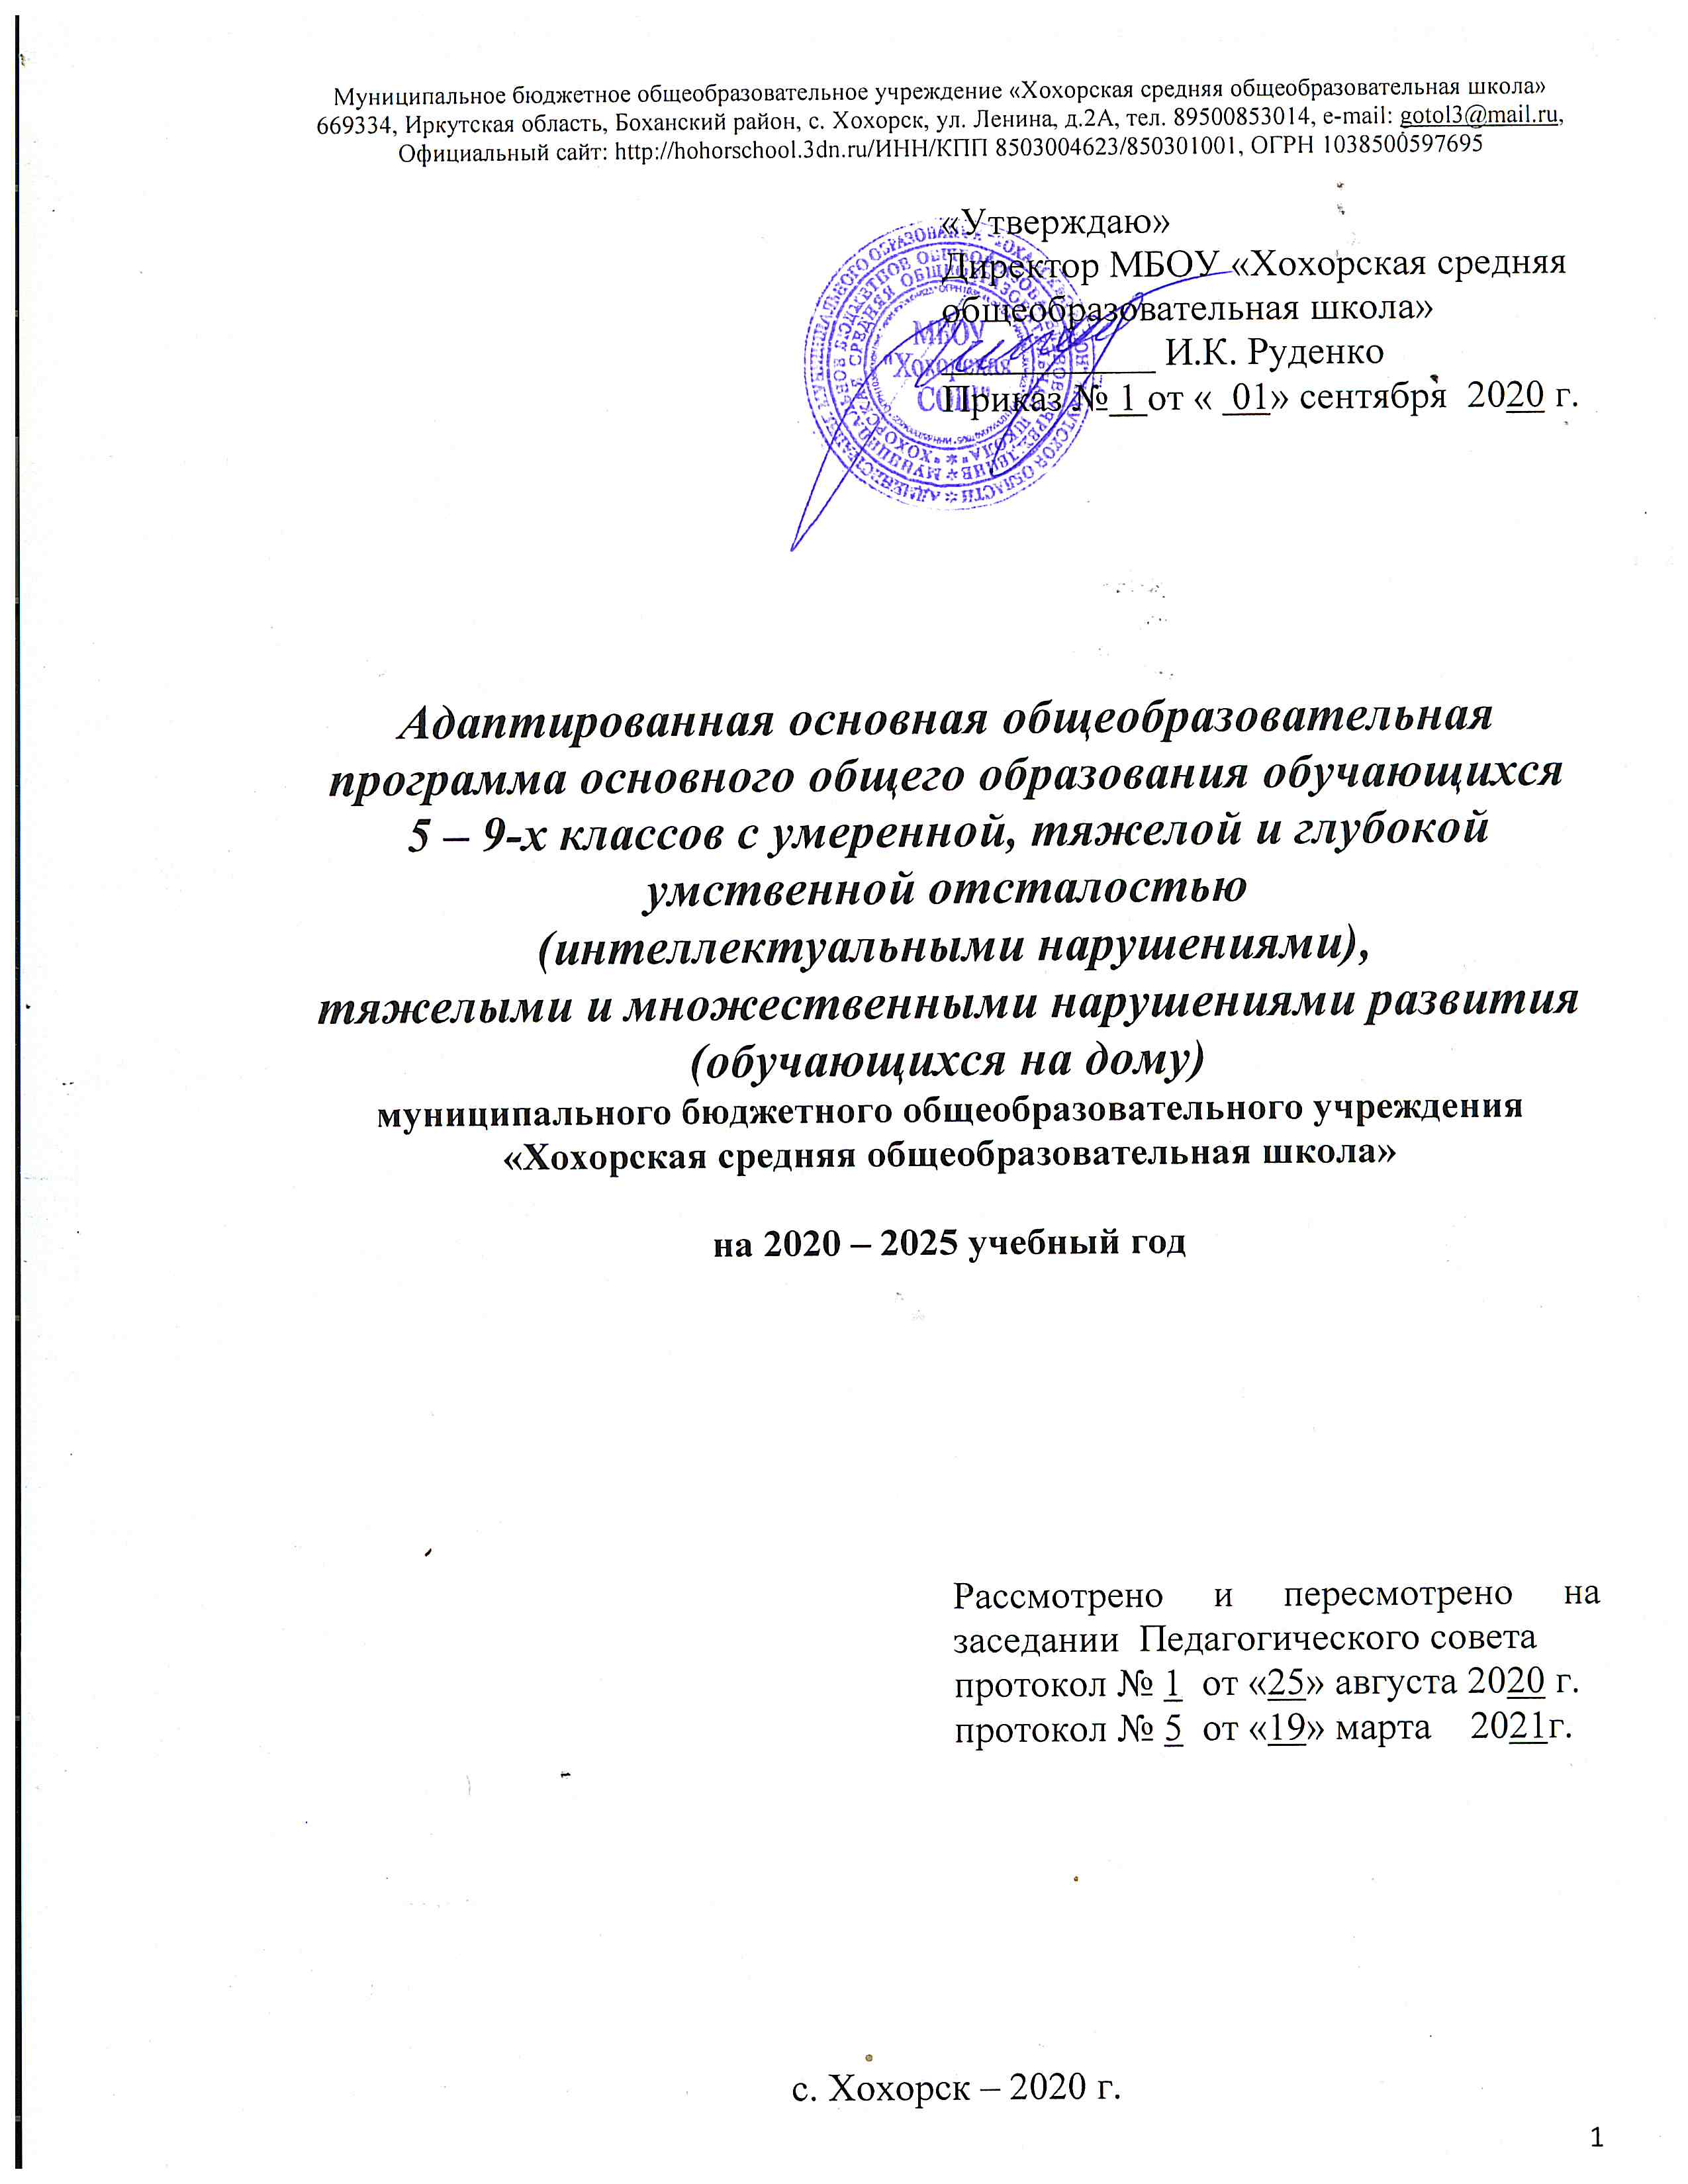 Муниципальное бюджетное общеобразовательное учреждение «Хохорская средняя общеобразовательная школа»
669334, Иркутская область, Боханский район, с. Хохорск, ул. Ленина, д.2А, тел. 89500853014, e-mail: gotol3@mail.ru,
Официальный сайт: http://hohorschool.3dn.ru/ИНН/КПП 8503004623/850301001, ОГРН 1038500597695
«Утверждаю»
Директор МБОУ «Хохорская средняя
общеобразовательная школа»
____________ И.К. Руденко
Приказ № 1 от « 01» сентября 2020 г.
МБОУ
"Хохорская
СОШ"
Адаптированная основная общеобразовательная
программа основного общего образования обучающихся
5 – 9-х классов с умеренной, тяжелой и глубокой
умственной отсталостью
(интеллектуальными нарушениями),
тяжелыми и множественными нарушениями развития
(обучающихся на дому)
муниципального бюджетного общеобразовательного учреждения
«Хохорская средняя общеобразовательная школа»
на 2020 – 2025 учебный год
Рассмотрено и пересмотрено на
заседании Педагогического совета
протокол № 1 от «25» августа 2020 г.
протокол № 5 от «19» марта 2021г.
с. Хохорск – 2020 г.
1